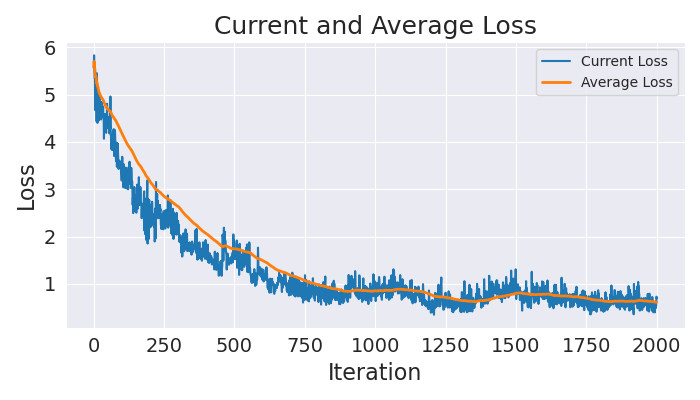 Current and Average Loss
6
5
4
3
2
1
Loss
Current Loss
Average Loss
0 250 500 750 1000 1250 1500 1750 2000
Iteration